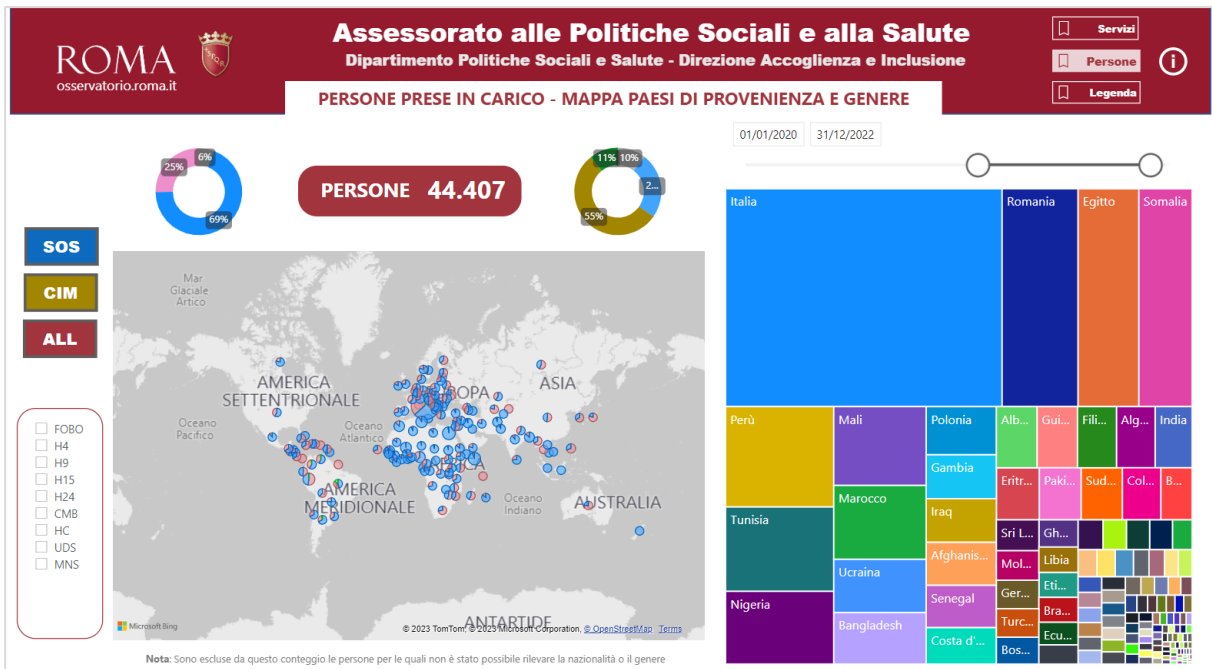 ROMA
osservatorio.roma.it
Assessorato alle Politiche Sociali e alla Salute
Dipartimento Politiche Sociali e Salute - Direzione Accoglienza e Inclusione
PERSONE PRESE IN CARICO - MAPPA PAESI DI PROVENIENZA E GENERE
Servizi
Persone
Legenda
i
01/01/2020 31/12/2022
25% 6%
69%
PERSONE 44.407
11% 10%
2...
55%
SOS
CIM
ALL
FOBO
H4
H9
H15
H24
CMB
HC
UDS
MNS
Mar
Glaciale
Artico
AMERICA
SETTENTRIONALE
ASIA
Oceano
Pacifico
Oceano
Atlantico
AMERICA
MERIDIONALE
Oceano
Indiano
AUSTRALIA
ANTARTIDE
Microsoft Bing
© 2023 TomTom, © 2023 Microsoft Corporation, © OpenStreetMap Terms
Nota: Sono escluse da questo conteggio le persone per le quali non è stato possibile rilevare la nazionalità o il genere
Italia
Romania
Egitto
Somalia
Perù
Tunisia
Nigeria
Mali
Marocco
Ucraina
Bangladesh
Polonia
Gambia
Iraq
Afghanis...
Senegal
Costa d'...
Alb...
Gui...
Fili...
Alg...
India
Eritr...
Paki...
Sud...
Col...
B...
Sri L...
Gh...
Mol...
Libia
Ger...
Eti...
Turc...
Bra...
Bos...
Ecu...